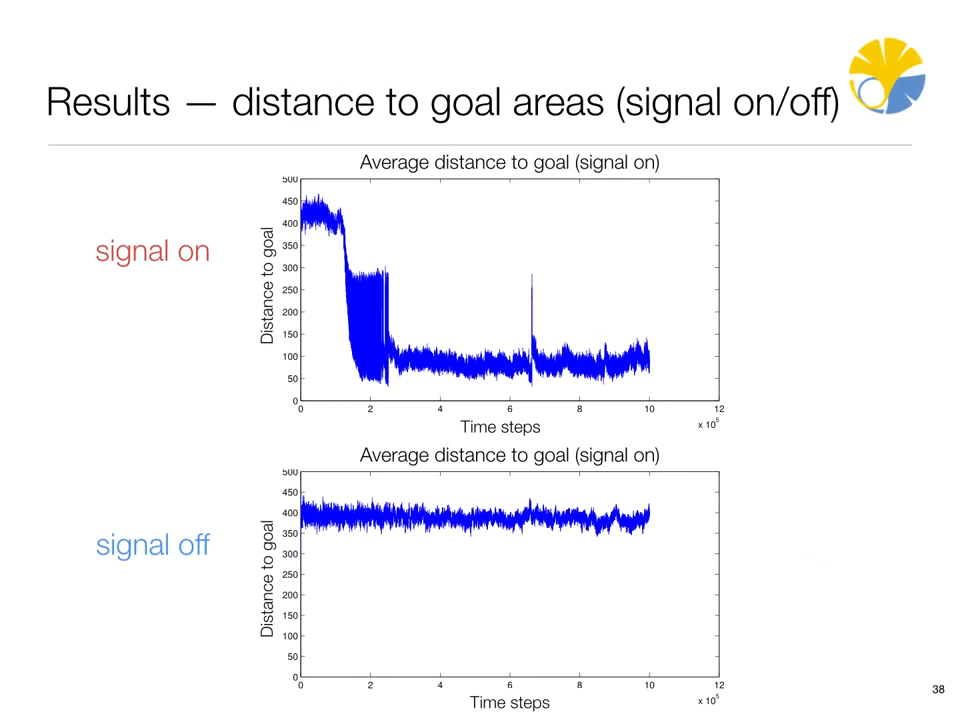 Results — distance to goal areas (signal on/off)
Average distance to goal (signal on)
signal on
Distance to goal
500
450
400
350
300
250
200
150
100
50
0
0 2 4 6 8 10 12
Time steps
x 10^5
Average distance to goal (signal on)
signal off
Distance to goal
500
450
400
350
300
250
200
150
100
50
0
0 2 4 6 8 10 12
Time steps
x 10^5
38